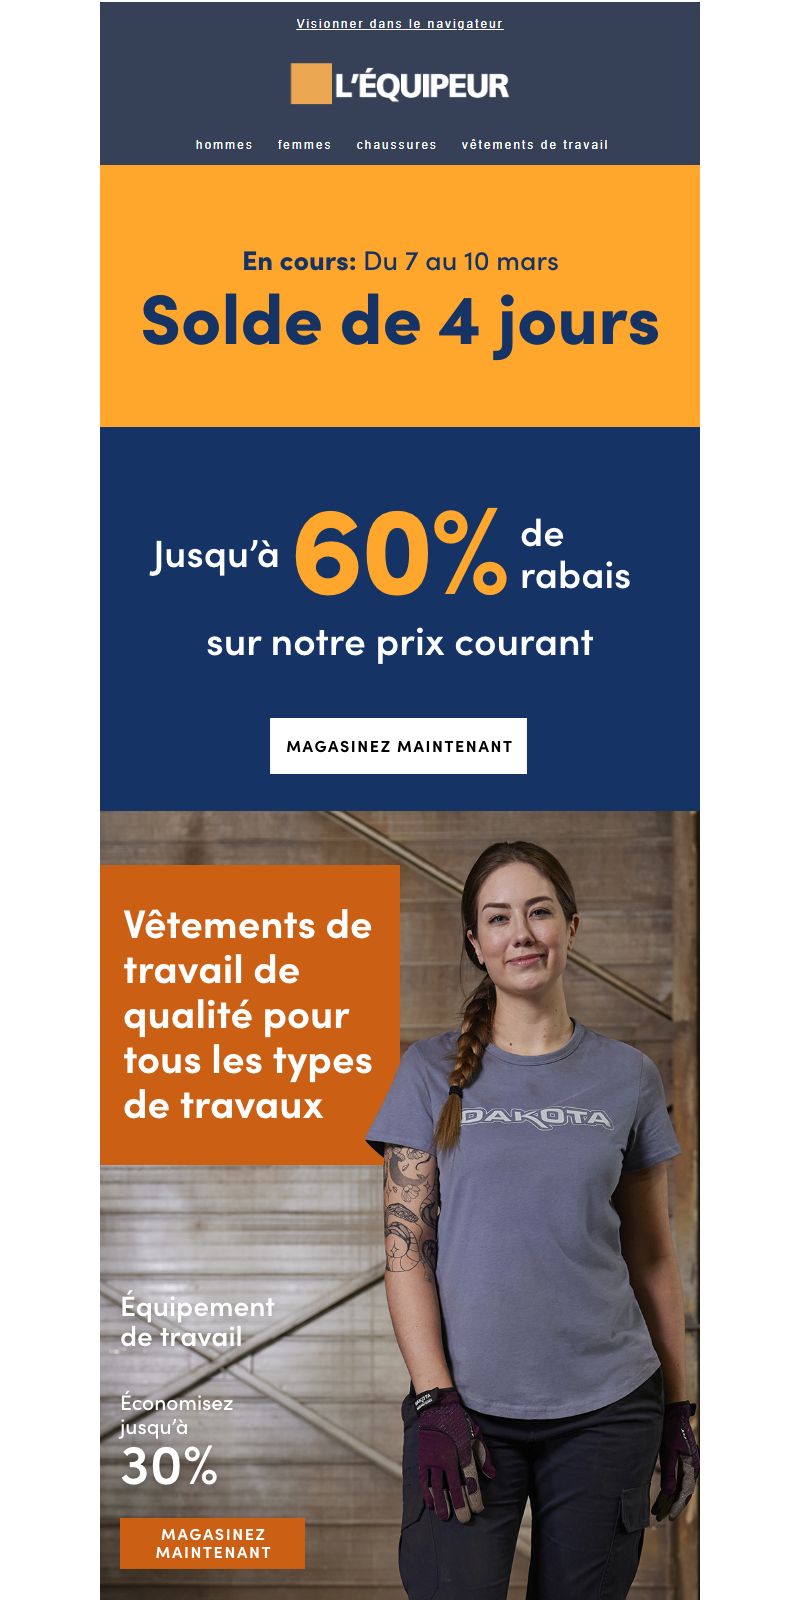 Visionner dans le navigateur
L'ÉQUIPEUR
hommes femmes chaussures vêtements de travail
En cours: Du 7 au 10 mars
Solde de 4 jours
Jusqu'à 60% de rabais
sur notre prix courant
MAGASINEZ MAINTENANT
Vêtements de
travail de
qualité pour
tous les types
de travaux
DAKOTA
Équipement
de travail
Économisez
jusqu'à
30%
DAKOTA
MAGASINEZ
MAINTENANT